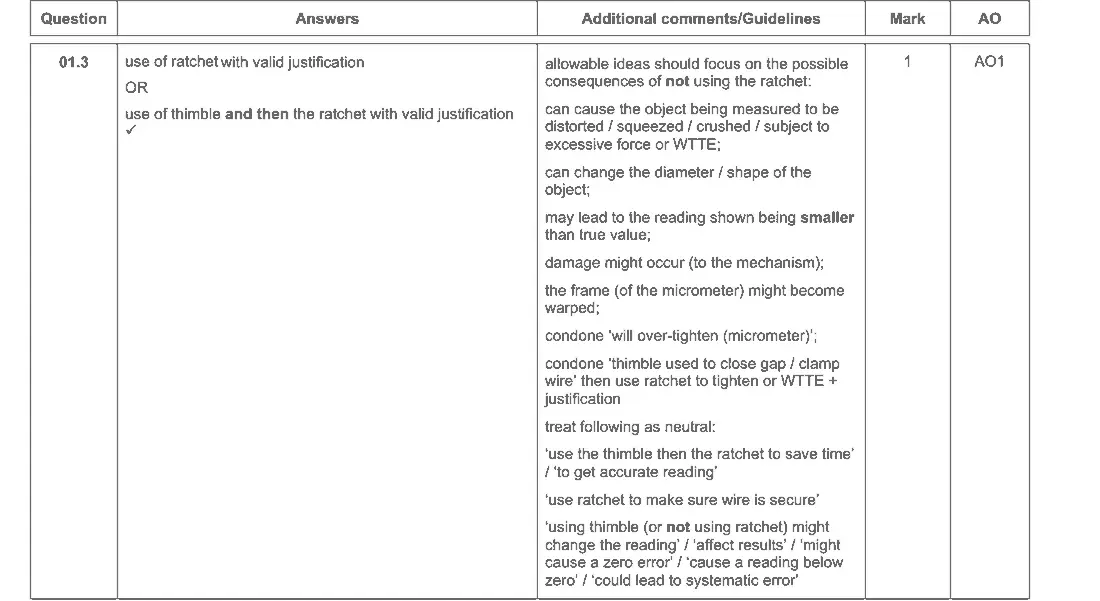 Question Answers Additional comments/Guidelines Mark AO
01.3 use of ratchet with valid justification
OR
use of thimble and then the ratchet with valid justification
✓
allowable ideas should focus on the possible
consequences of not using the ratchet:
can cause the object being measured to be
distorted / squeezed / crushed / subject to
excessive force or WTTE;
can change the diameter / shape of the
object;
may lead to the reading shown being smaller
than true value;
damage might occur (to the mechanism);
the frame (of the micrometer) might become
warped;
condone 'will over-tighten (micrometer)';
condone 'thimble used to close gap / clamp
wire' then use ratchet to tighten or WTTE +
justification
treat following as neutral:
'use the thimble then the ratchet to save time'
/ 'to get accurate reading'
'use ratchet to make sure wire is secure'
'using thimble (or not using ratchet) might
change the reading' / 'affect results' / 'might
cause a zero error' / 'cause a reading below
zero' / 'could lead to systematic error'
1 AO1